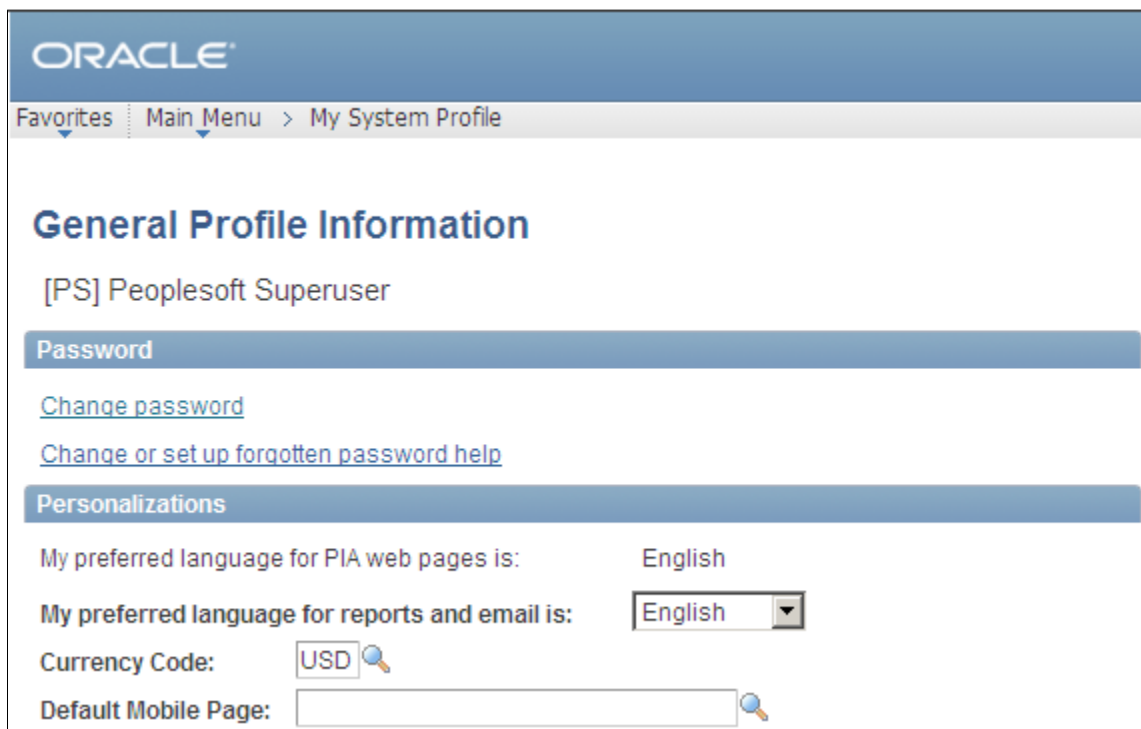 ORACLE
Favorites Main Menu > My System Profile
General Profile Information
[PS] Peoplesoft Superuser
Password
Change password
Change or set up forgotten password help
Personalizations
My preferred language for PIA web pages is: English
My preferred language for reports and email is: English
Currency Code: USD
Default Mobile Page: